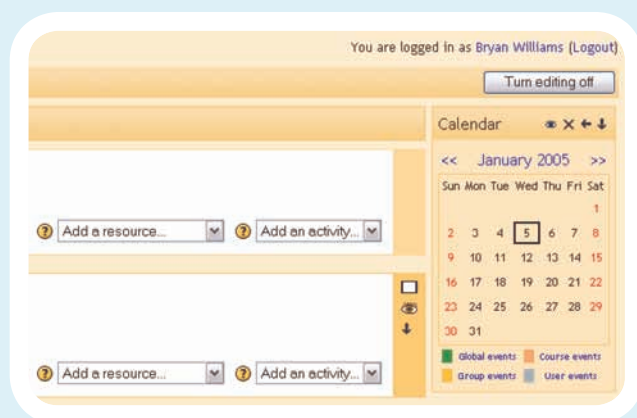 You are logged in as Bryan Williams (Logout)
Turn editing off
Calendar
<< January 2005 >>
Sun Mon Tue Wed Thu Fri Sat
1
2 3 4 5 6 7 8
9 10 11 12 13 14 15
16 17 18 19 20 21 22
23 24 25 26 27 28 29
30 31
Global events Course events
Group events User events
? Add a resource... ? Add an activity...
? Add a resource... ? Add an activity...